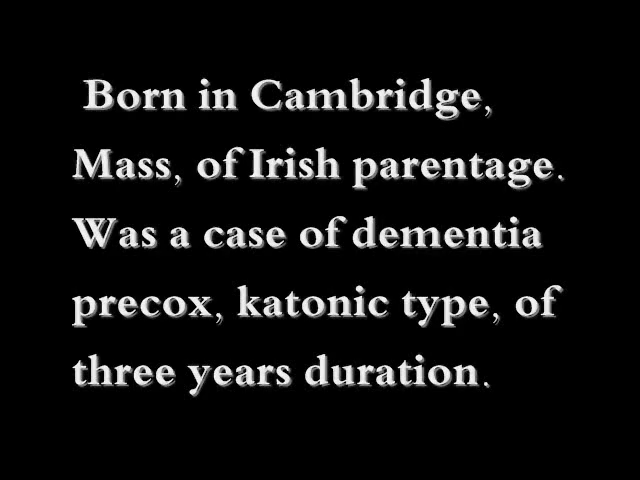 Born in Cambridge,
Mass, of Irish parentage.
Was a case of dementia
precox, katonic type, of
three years duration.